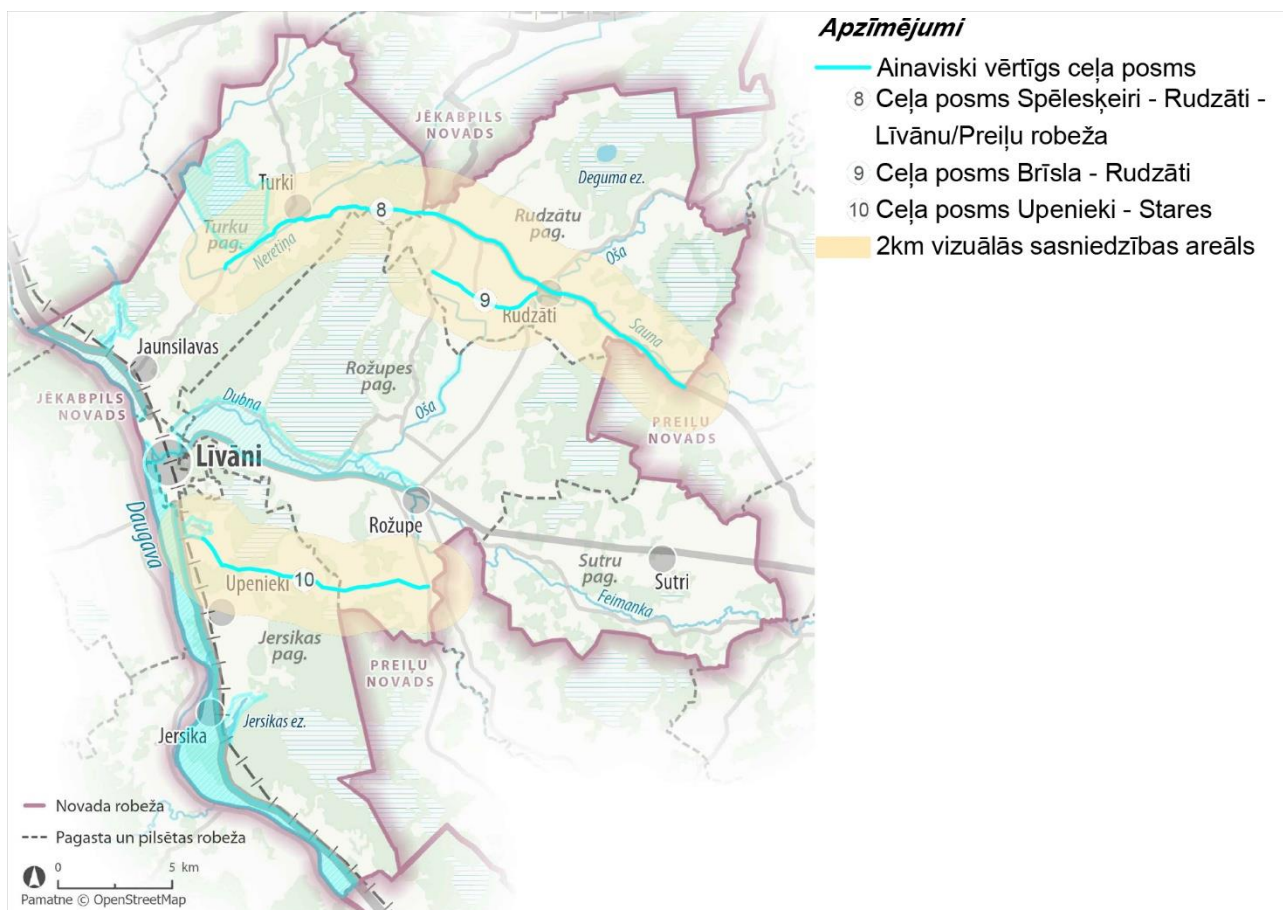 Apzīmējumi
Ainaviski vērtīgs ceļa posms
8 Ceļa posms Spēlesķeiri - Rudzāti -
Līvānu/Preiļu robeža
9 Ceļa posms Brīsla - Rudzāti
10 Ceļa posms Upenieki - Stares
2km vizuālās sasniedzības areāls
JĒKABPILS
NOVADS
Deguma ez.
Turki
8
Rudzātu
pag.
Turku
pag.
Neretiņa
Oša
9
Rudzāti
Sauna
Jaunsilavas
Rožupes
pag.
JĒKABPILS
NOVADS
Dubna
Oša
PREIĻU
NOVADS
Līvāni
Daugava
Rožupe
Sutru
pag.
Sutri
Upenieki
10
Feimanka
Jersikas
pag.
PREIĻU
NOVADS
Jersika
Jersikas ez.
Novada robeža
Pagasta un pilsētas robeža
0 5 km
Pamatne © OpenStreetMap